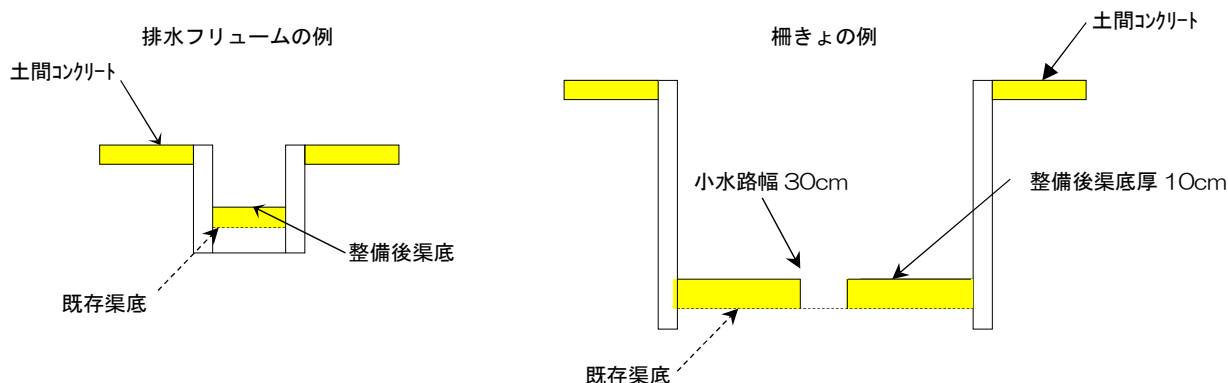 排水フリュームの例
土間ｺﾝｸﾘｰﾄ
整備後渠底
既存渠底
柵きょの例
土間ｺﾝｸﾘｰﾄ
小水路幅 30cm
整備後渠底厚 10cm
既存渠底